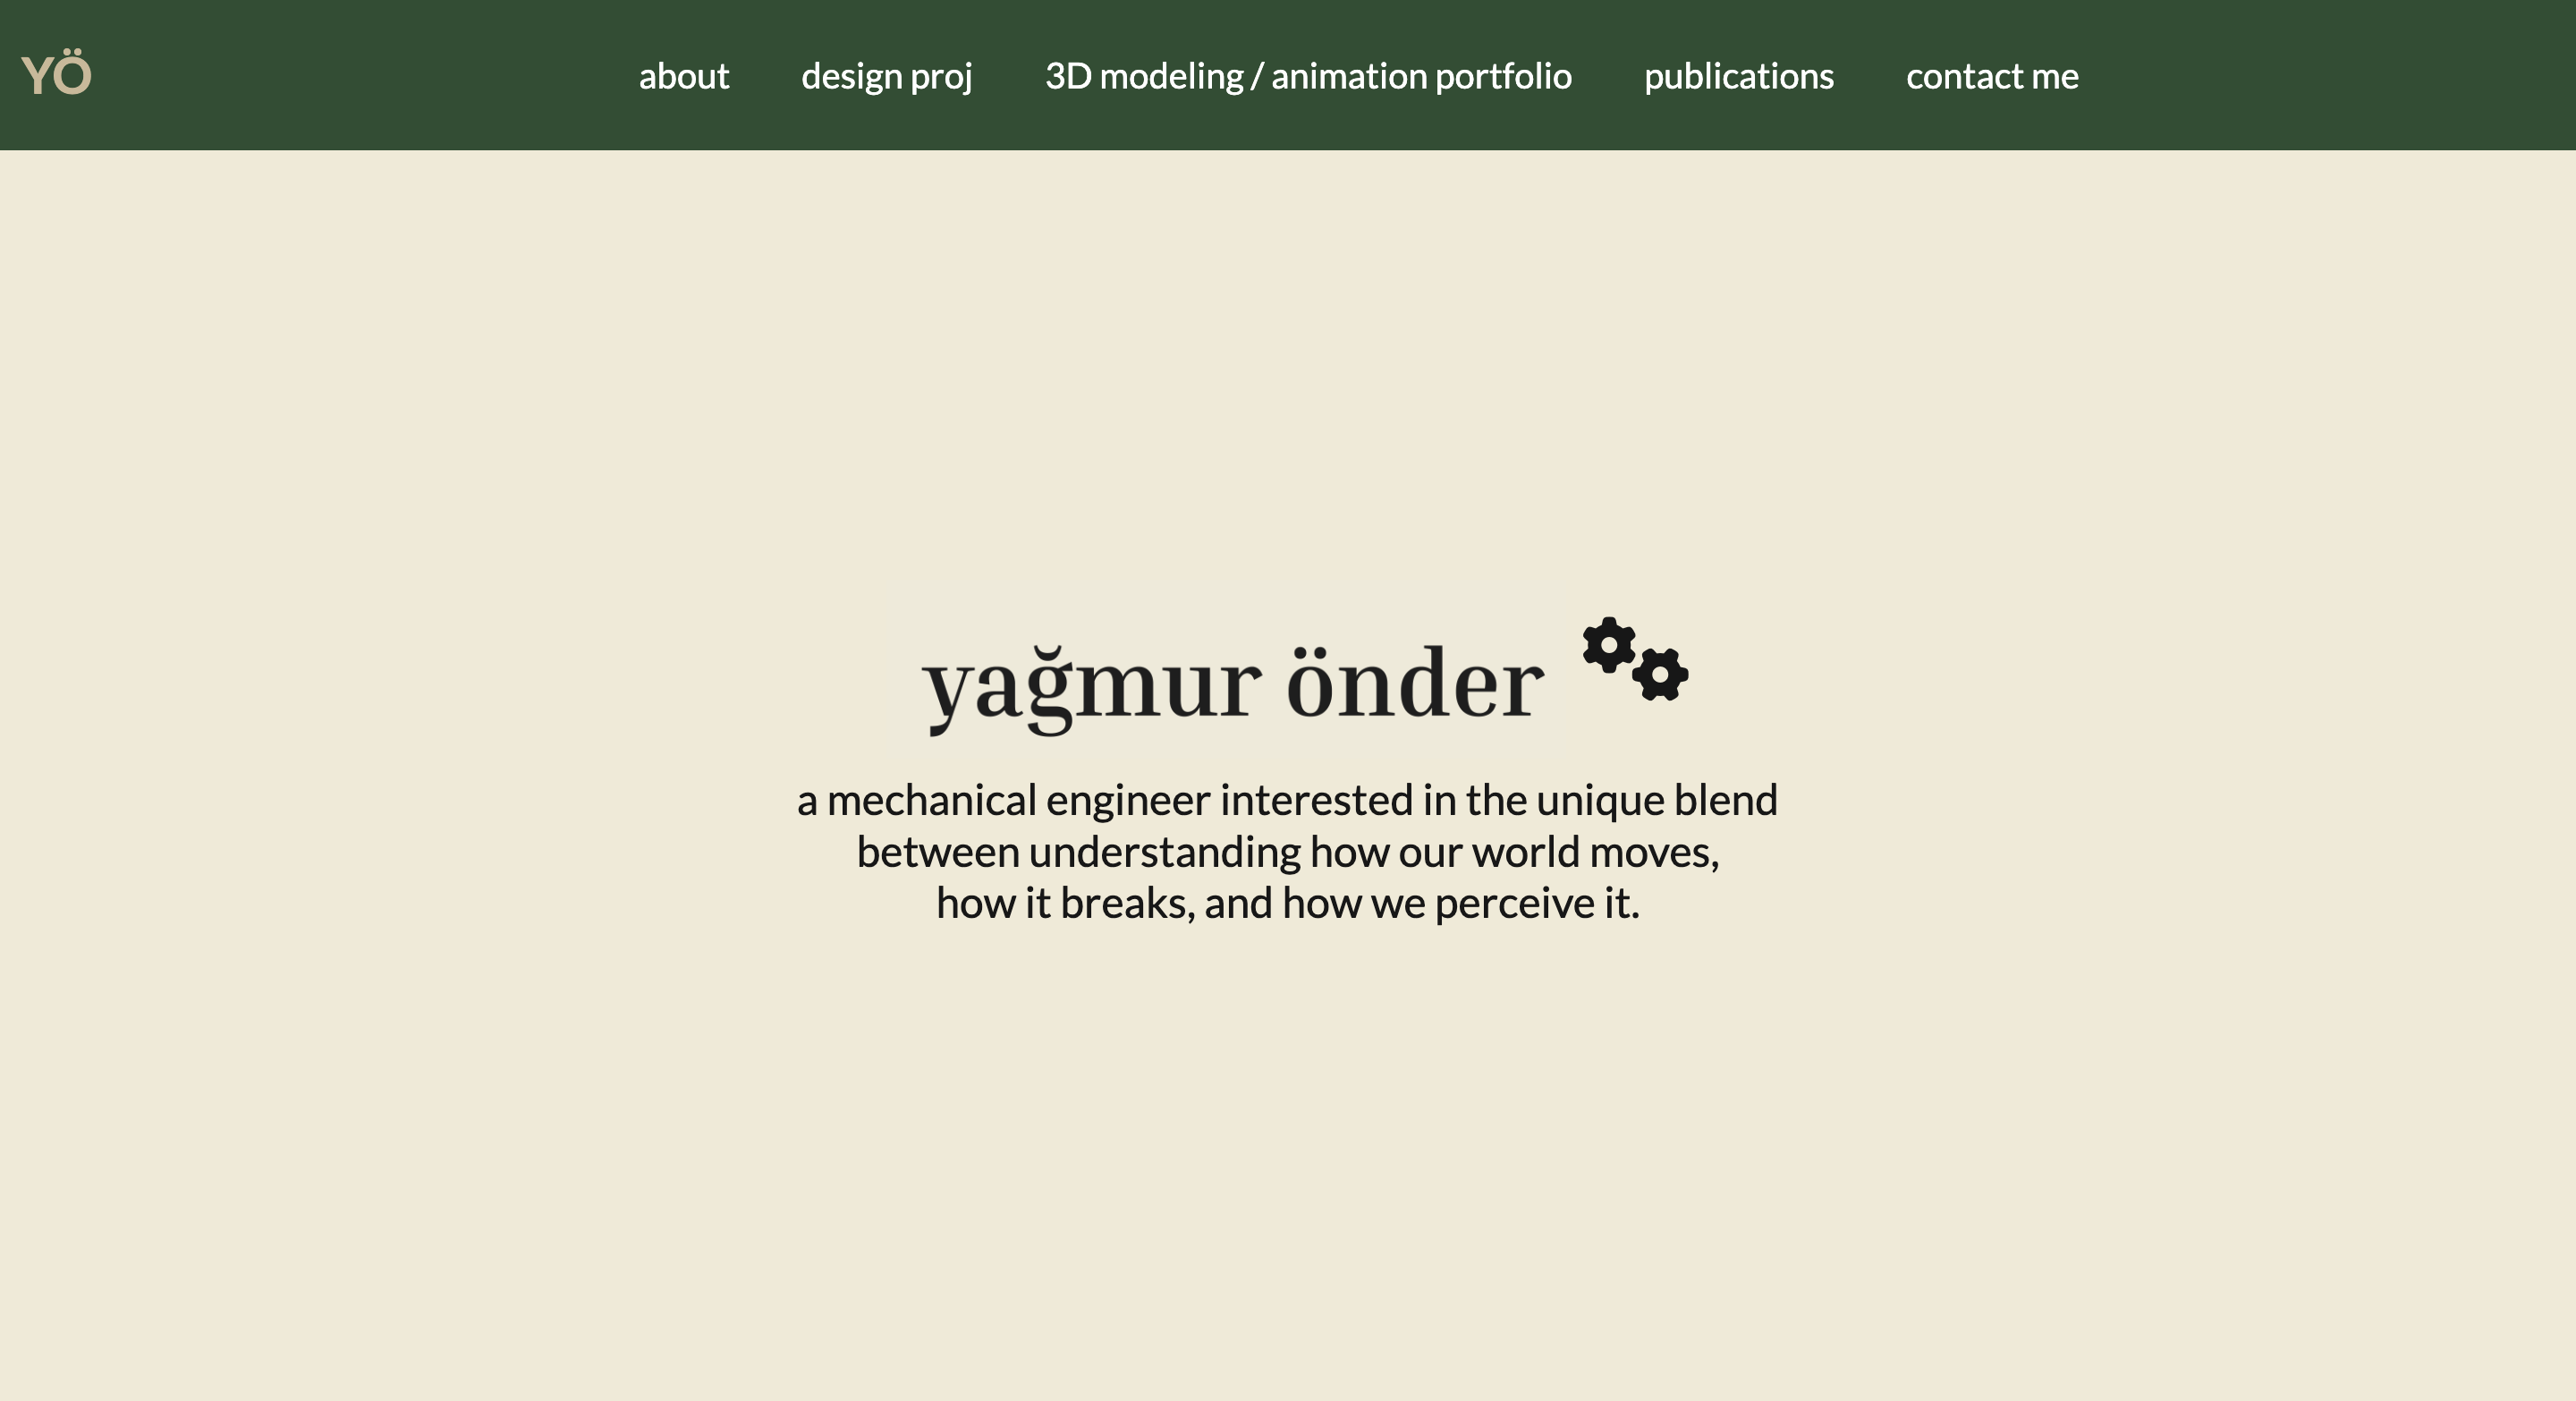 YÖ
about design proj 3D modeling / animation portfolio publications contact me
yağmur önder
a mechanical engineer interested in the unique blend
between understanding how our world moves,
how it breaks, and how we perceive it.